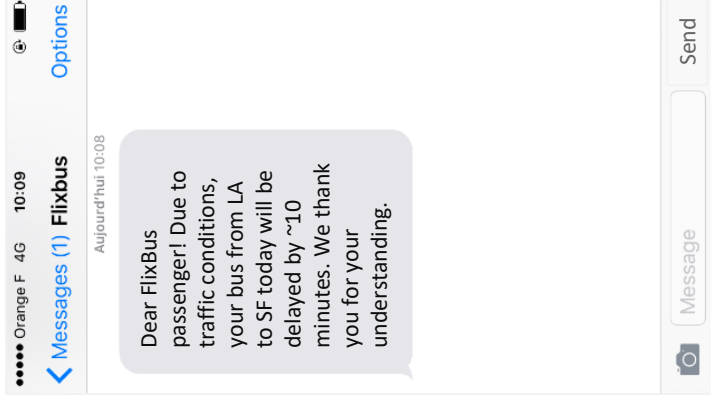 Orange F 4G 10:09
Messages (1) Flixbus Options
Aujourd'hui 10:08
Dear FlixBus
passenger! Due to
traffic conditions,
your bus from LA
to SF today will be
delayed by ~10
minutes. We thank
you for your
understanding.
Message Send